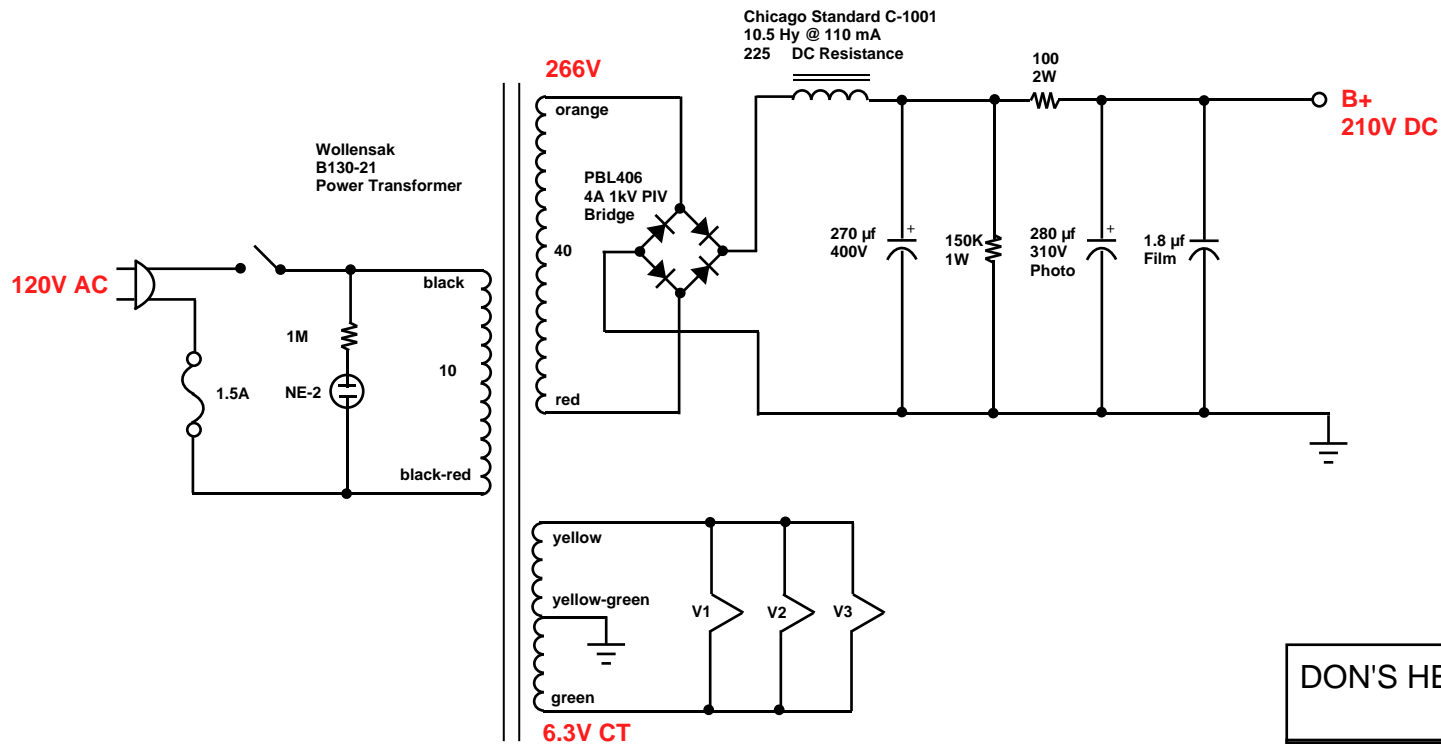 Chicago Standard C-1001
10.5 Hy @ 110 mA
225 DC Resistance
100
2W
266V
orange
B+
210V DC
Wollensak
B130-21
Power Transformer
PBL406
4A 1kV PIV
Bridge
40
270 µf
400V
+
150K
1W
280 µf
310V
Photo
+
1.8 µf
Film
120V AC
black
1M
10
1.5A
NE-2
red
black-red
yellow
yellow-green
V1
V2
V3
green
6.3V CT
DON'S HE